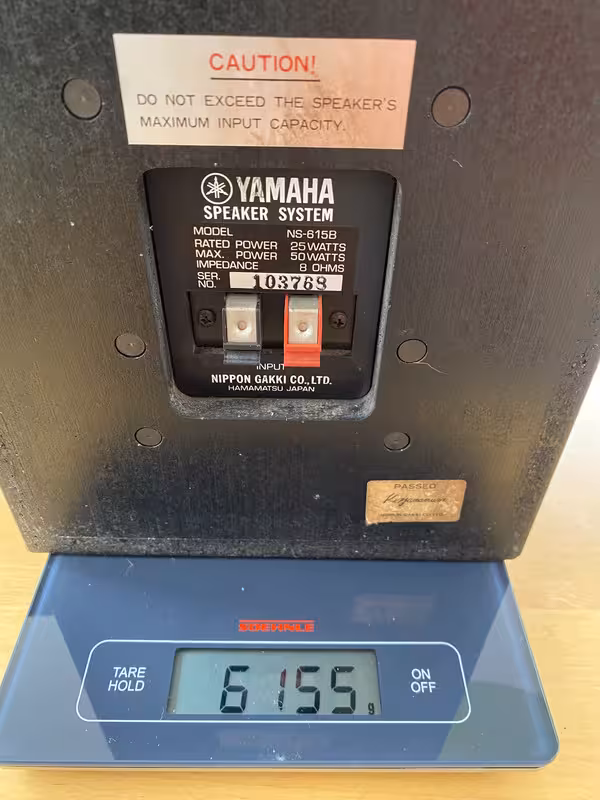 CAUTION!
DO NOT EXCEED THE SPEAKER'S
MAXIMUM INPUT CAPACITY.
YAMAHA
SPEAKER SYSTEM
MODEL NS-615B
RATED POWER 25 WATTS
MAX. POWER 50 WATTS
IMPEDANCE 8 OHMS
SER. NO. 103768
INPUT
NIPPON GAKKI CO., LTD.
HAMAMATSU JAPAN
PASSED
SOEHNLE
TARE
HOLD
6155 g
ON
OFF